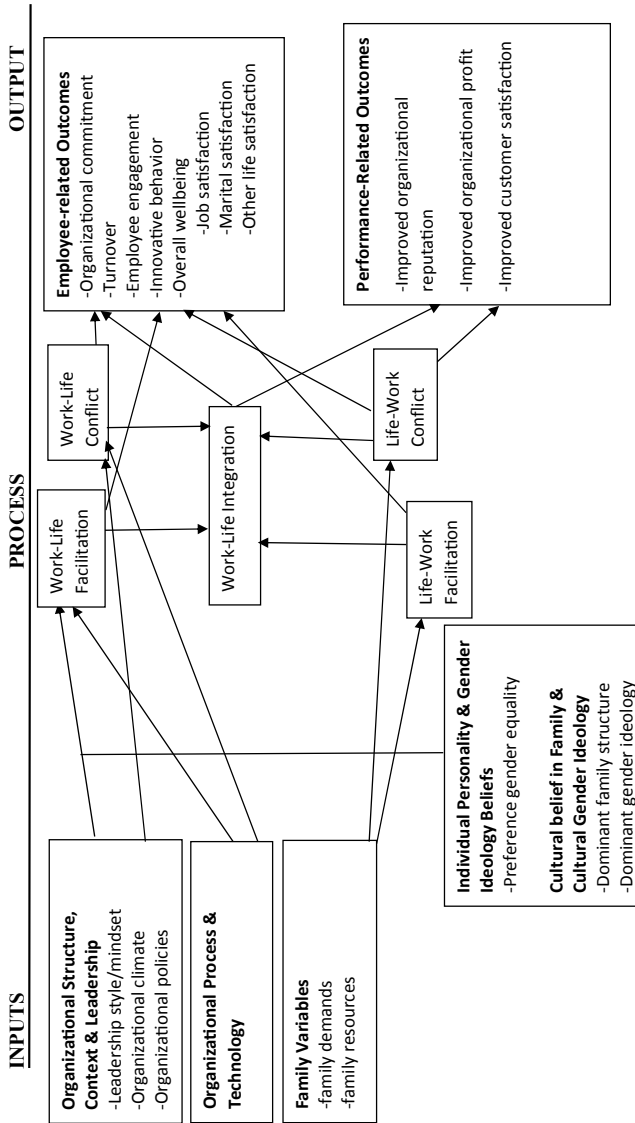 INPUTS
PROCESS
OUTPUT
Organizational Structure,
Context & Leadership
-Leadership style/mindset
-Organizational climate
-Organizational policies
Organizational Process &
Technology
Family Variables
-family demands
-family resources
Individual Personality & Gender
Ideology Beliefs
-Preference gender equality
Cultural belief in Family &
Cultural Gender Ideology
-Dominant family structure
-Dominant gender ideology
Work-Life
Facilitation
Work-Life
Conflict
Work-Life Integration
Life-Work
Facilitation
Life-Work
Conflict
Employee-related Outcomes
-Organizational commitment
-Turnover
-Employee engagement
-Innovative behavior
-Overall wellbeing
-Job satisfaction
-Marital satisfaction
-Other life satisfaction
Performance-Related Outcomes
-Improved organizational
reputation
-Improved organizational profit
-Improved customer satisfaction